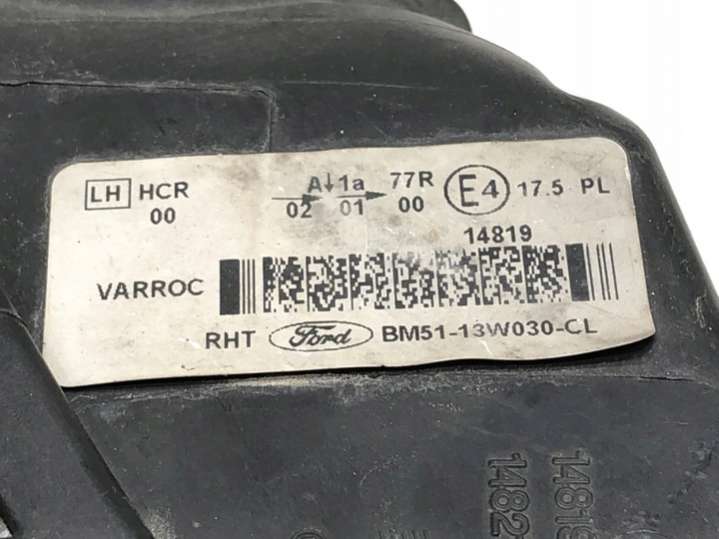 LH HCR A↓ 1a 77R E4 17.5 PL
00 02 01 00
14819
VARROC
RHT Ford BM51-13W030-CL
14819